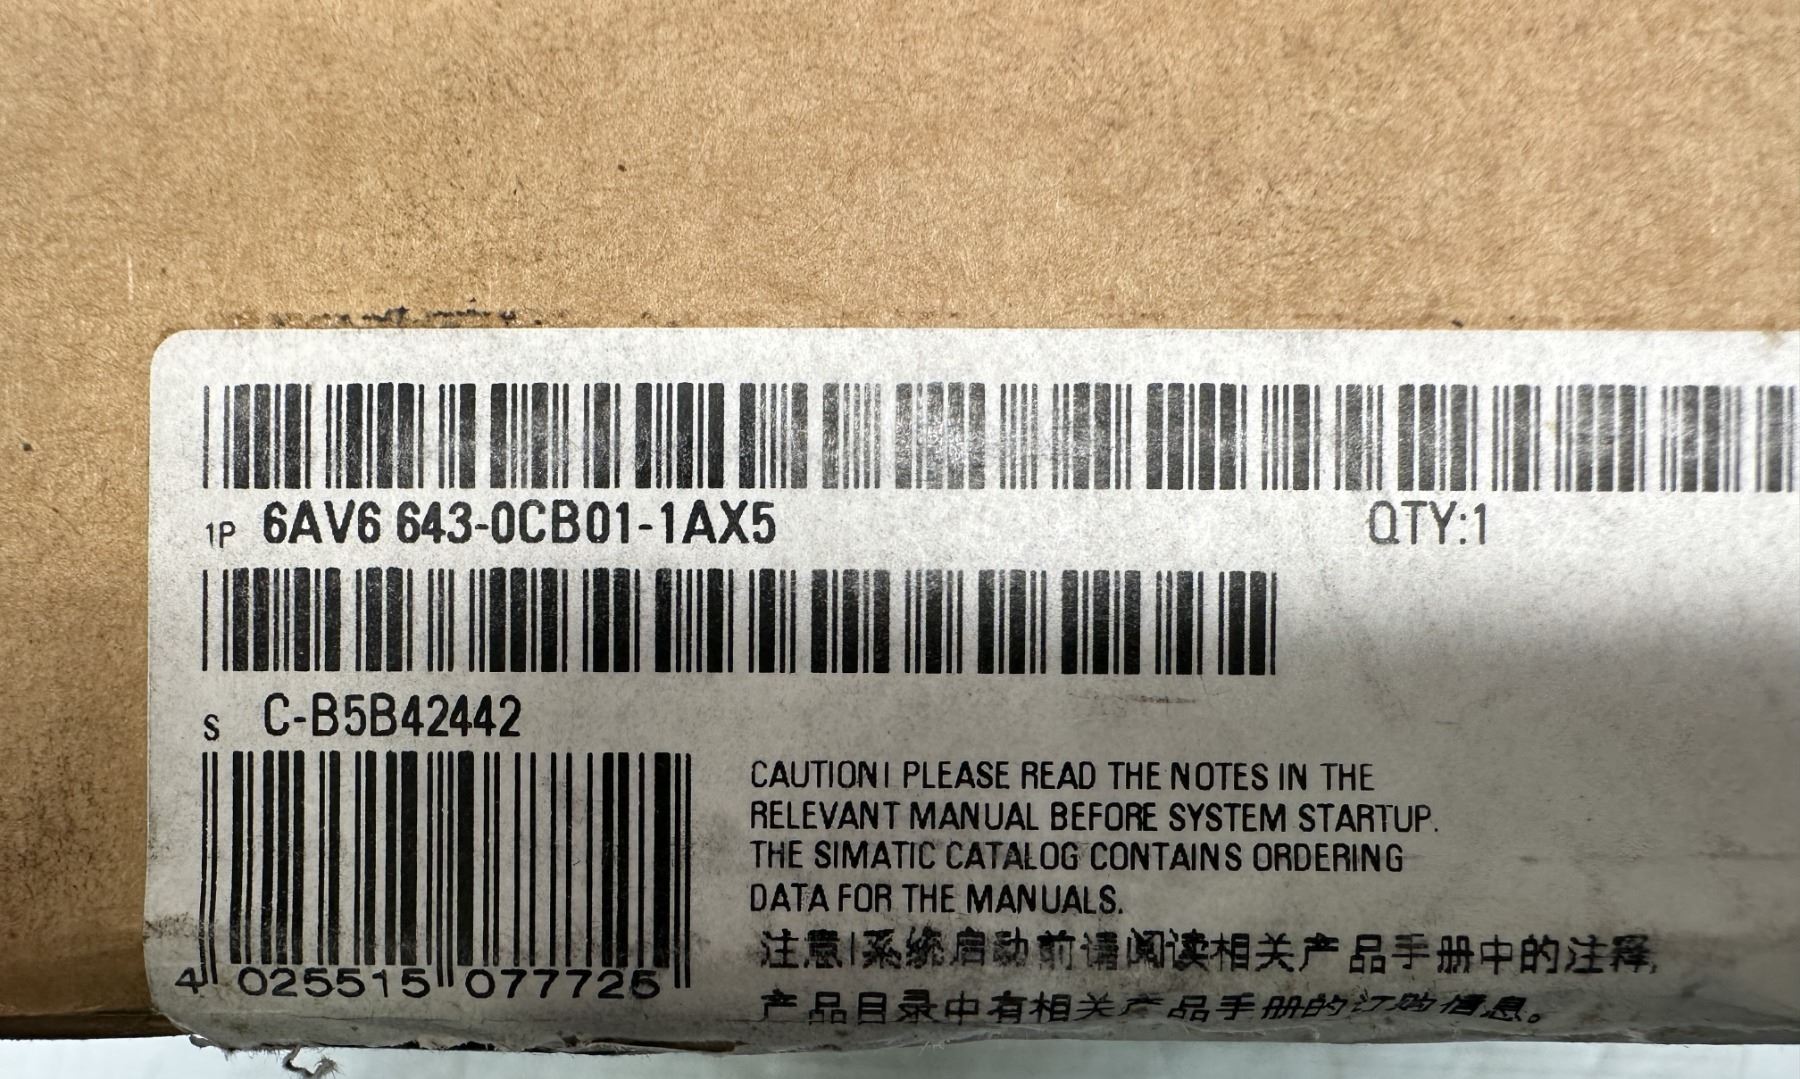 1P 6AV6 643-0CB01-1AX5 QTY:1
S C-B5B42442
CAUTION! PLEASE READ THE NOTES IN THE
RELEVANT MANUAL BEFORE SYSTEM STARTUP.
THE SIMATIC CATALOG CONTAINS ORDERING
DATA FOR THE MANUALS.
注意!系统启动前请阅读相关产品手册中的注释,
产品目录中有相关产品手册的订购信息。
4 025515 077725